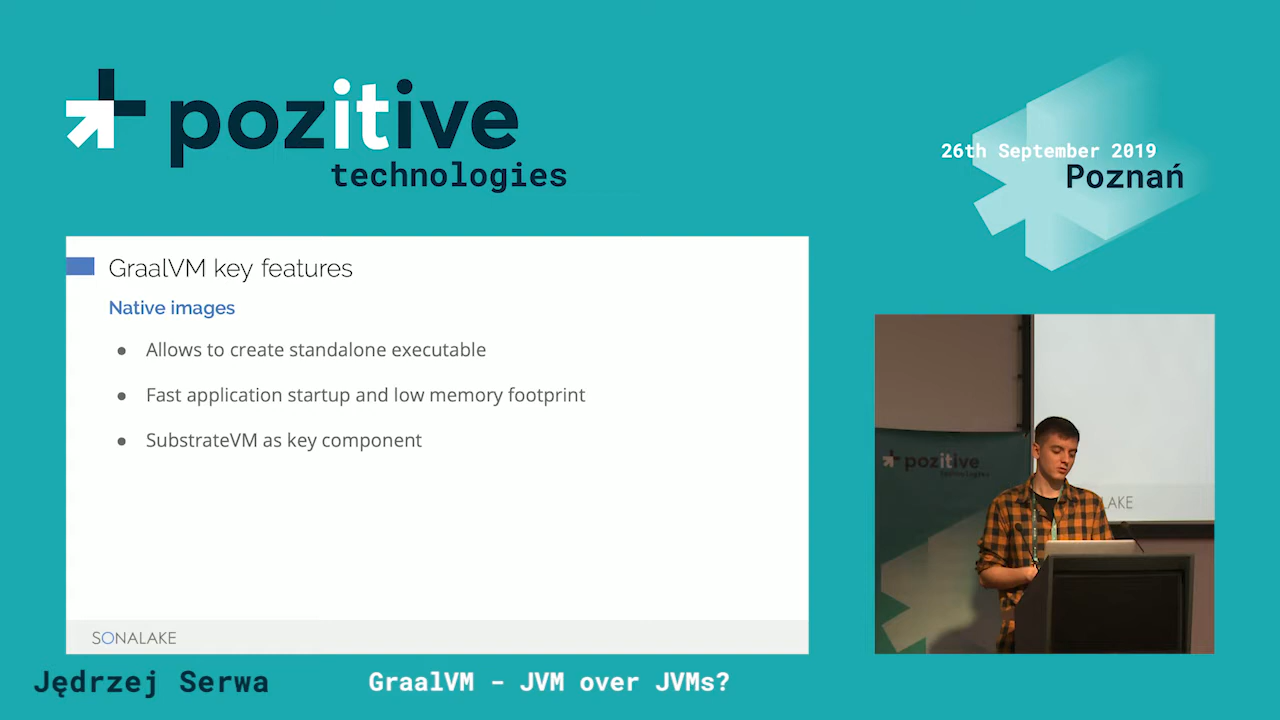 pozitive
technologies
26th September 2019
Poznań
GraalVM key features
Native images
● Allows to create standalone executable
● Fast application startup and low memory footprint
● SubstrateVM as key component
SONALAKE
pozitive
technologies
LAKE
Jędrzej Serwa
GraalVM - JVM over JVMs?